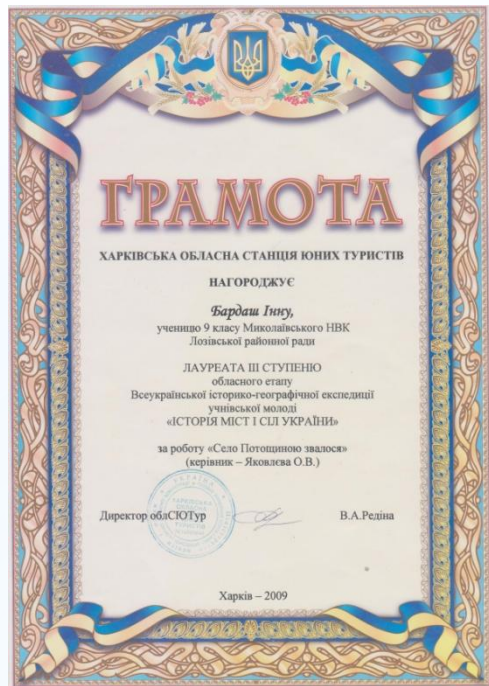 ГРАМОТА
ХАРКІВСЬКА ОБЛАСНА СТАНЦІЯ ЮНИХ ТУРИСТІВ
НАГОРОДЖУЄ
Бардаш Інну,
ученицю 9 класу Миколаївського НВК
Лозівської районної ради
ЛАУРЕАТА ІІІ СТУПЕНЮ
обласного етапу
Всеукраїнської історико-географічної експедиції
учнівської молоді
«ІСТОРІЯ МІСТ І СІЛ УКРАЇНИ»
за роботу «Село Потощиною звалося»
(керівник – Яковлєва О.В.)
Директор облСЮТур В.А.Редіна
Харків – 2009